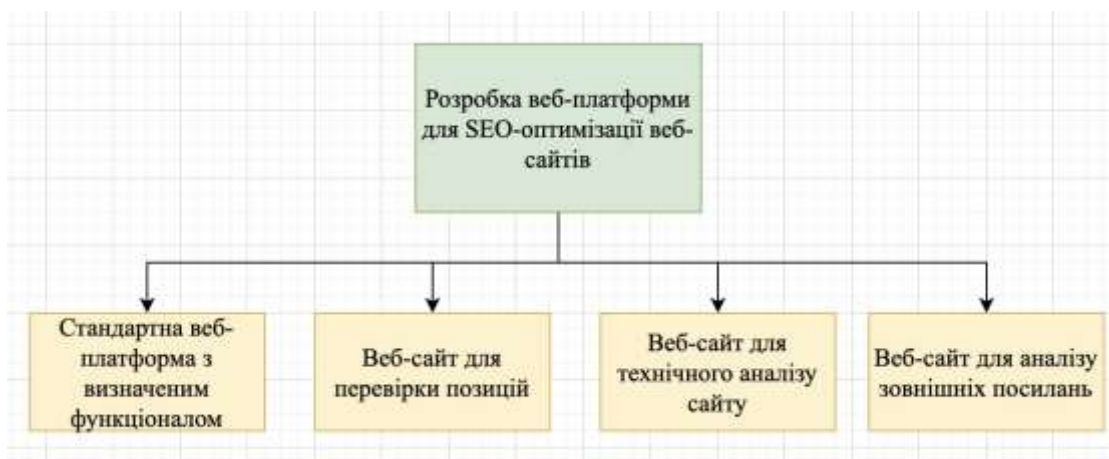 Розробка веб-платформи
для SEO-оптимізації веб-
сайтів
Стандартна веб-
платформа з
визначеним
функціоналом
Веб-сайт для
перевірки позицій
Веб-сайт для
технічного аналізу
сайту
Веб-сайт для аналізу
зовнішніх посилань